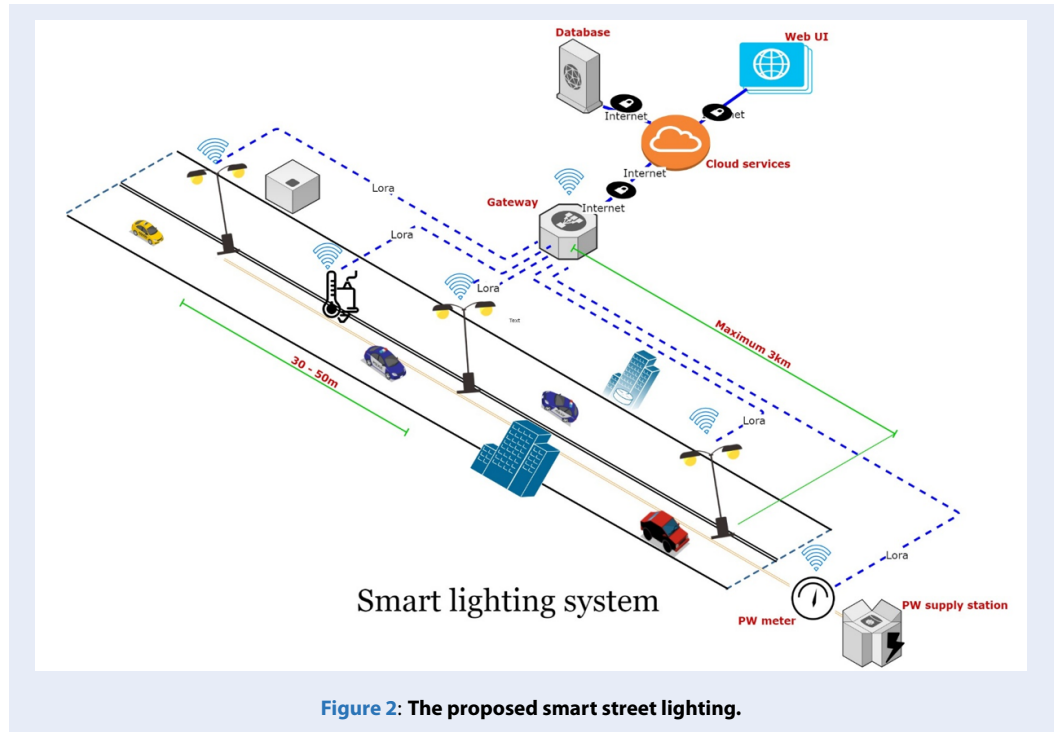 Database
Web UI
Internet
net
Cloud services
Internet
Lora
Gateway
Internet
Lora
Lora
Text
Maximum 3km
30 - 50m
Lora
Lora
Smart lighting system
PW meter
PW supply station
Figure 2: The proposed smart street lighting.